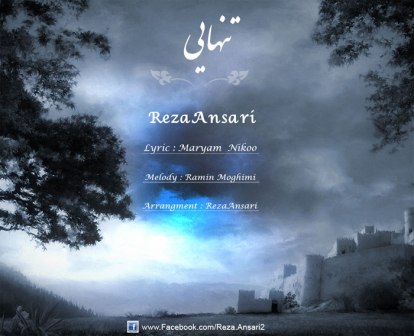 تنهایی
RezaAnsari
Lyric : Maryam Nikoo
Melody : Ramin Moghimi
Arrangment : RezaAnsari
www.Facebook.com/Reza.Ansari2